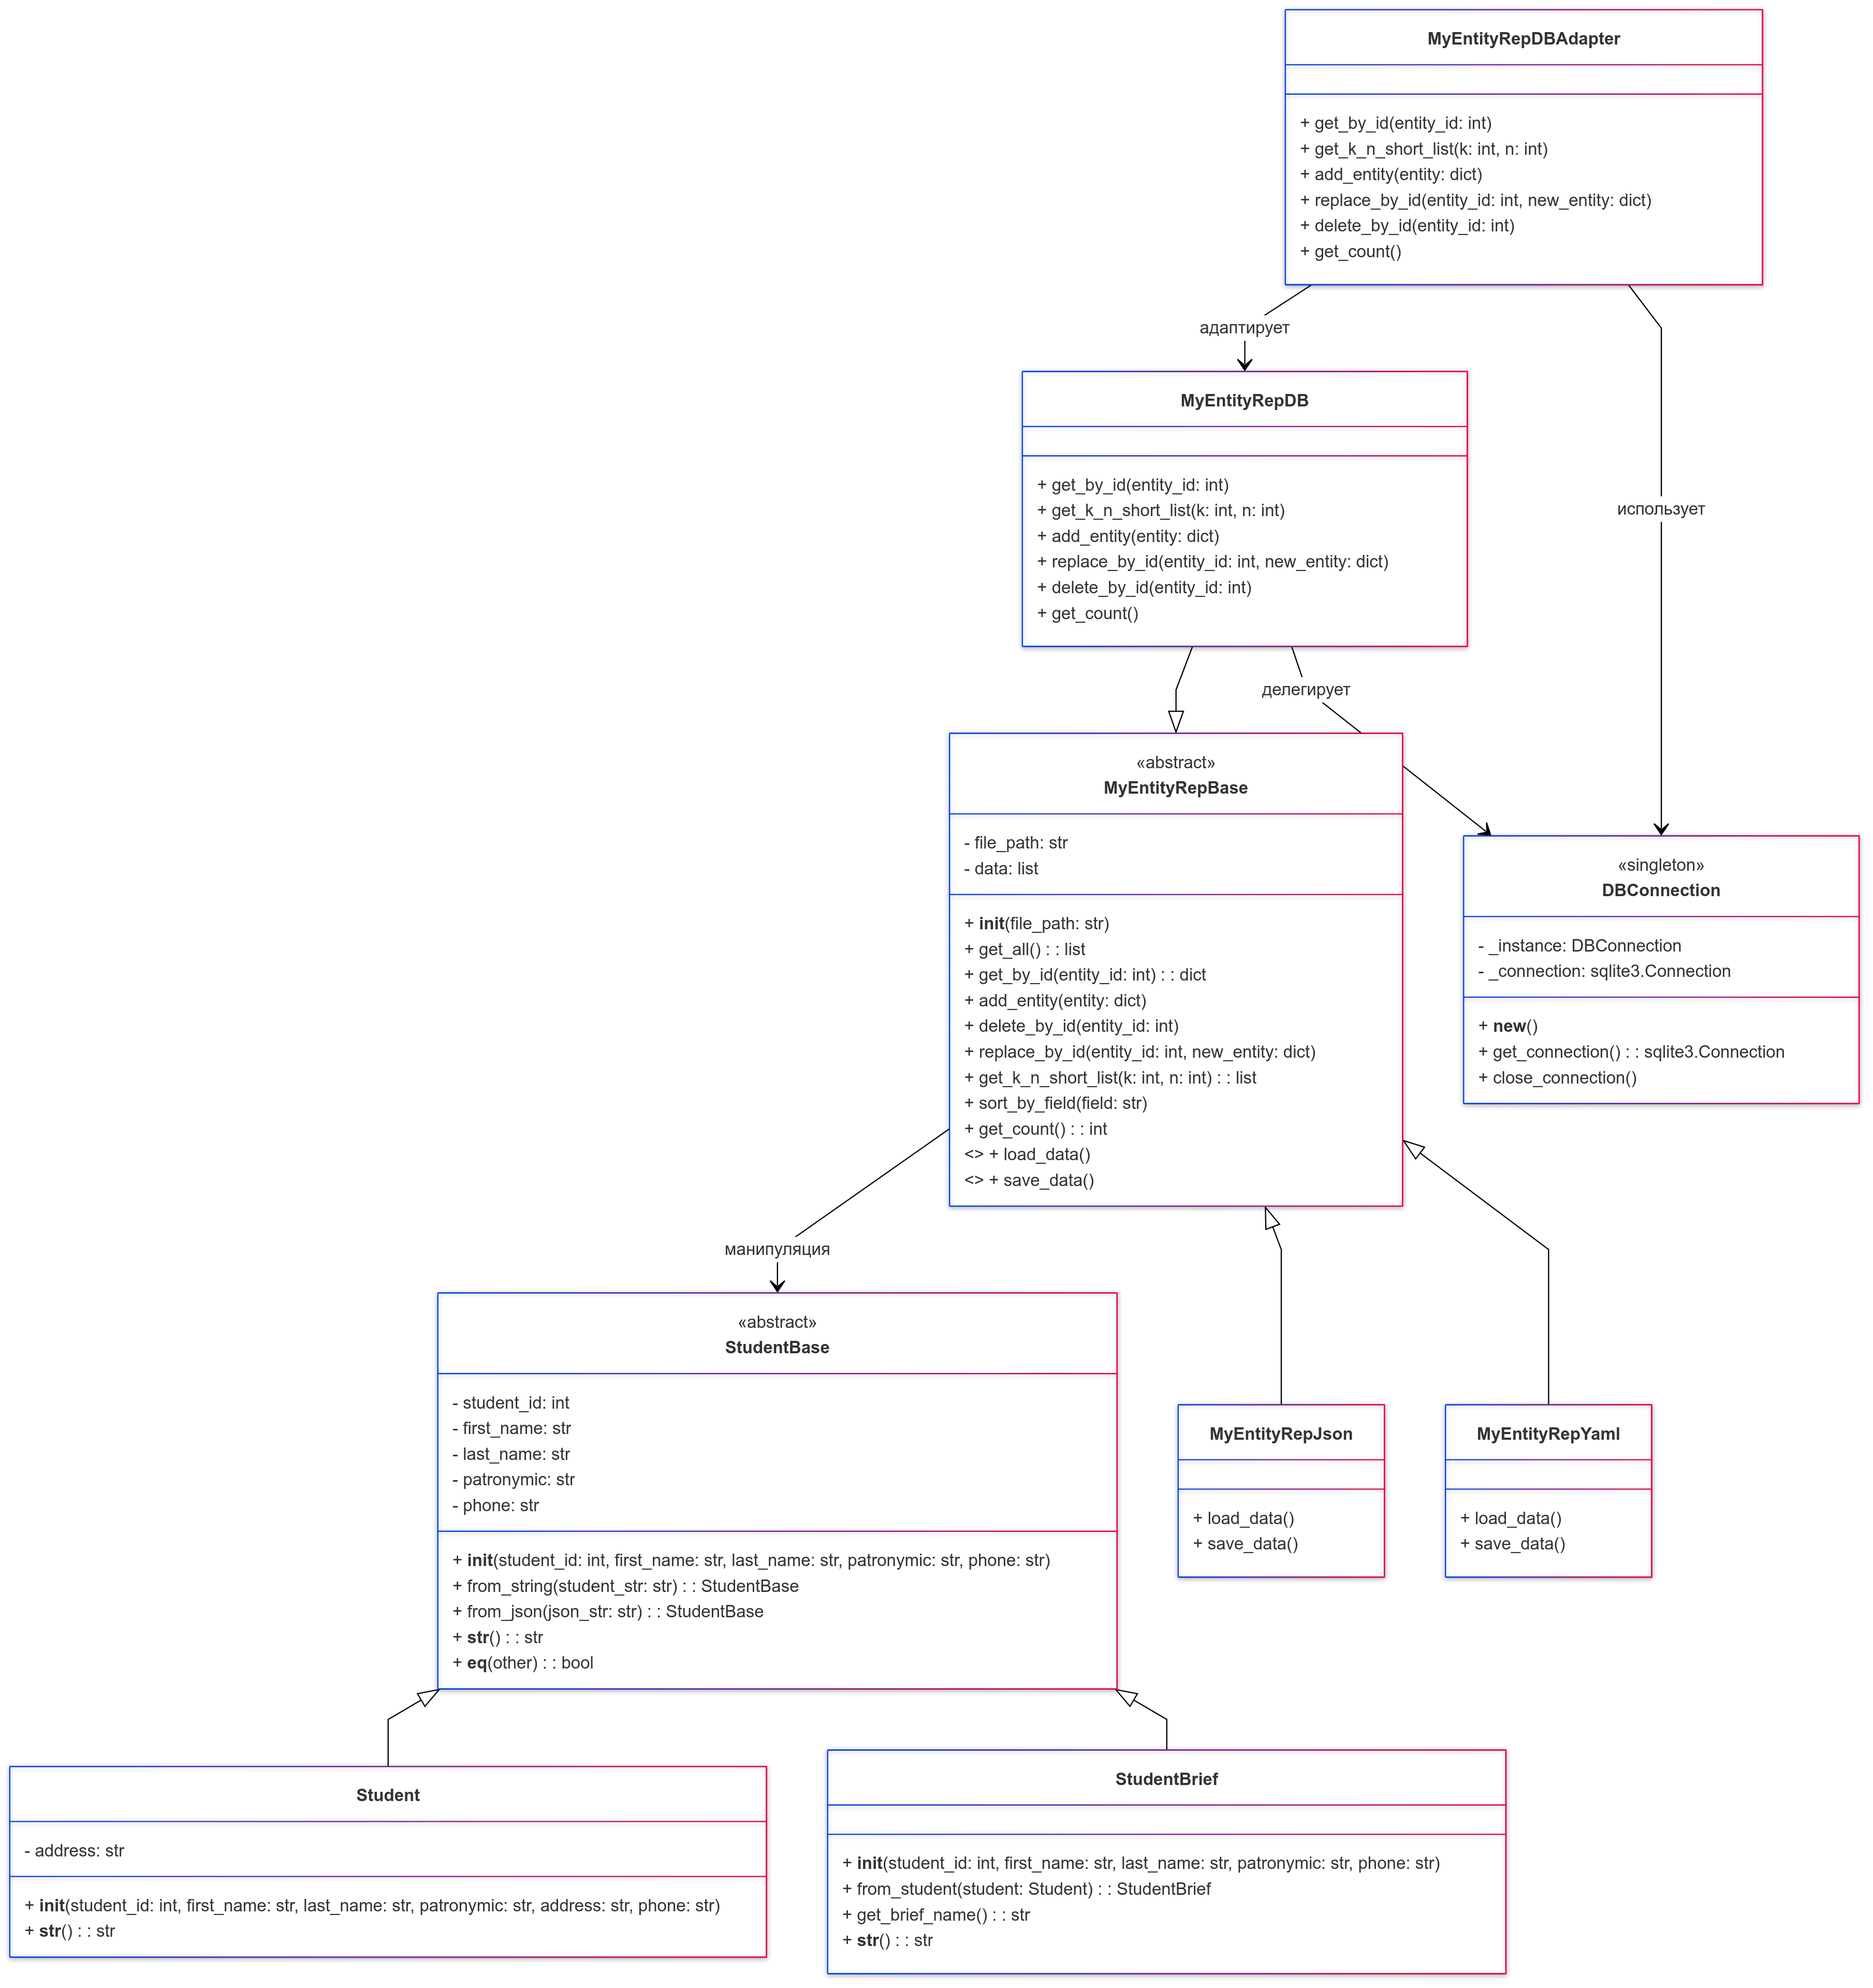 MyEntityRepDBAdapter
+ get_by_id(entity_id: int)
+ get_k_n_short_list(k: int, n: int)
+ add_entity(entity: dict)
+ replace_by_id(entity_id: int, new_entity: dict)
+ delete_by_id(entity_id: int)
+ get_count()
адаптирует
MyEntityRepDB
+ get_by_id(entity_id: int)
+ get_k_n_short_list(k: int, n: int)
+ add_entity(entity: dict)
+ replace_by_id(entity_id: int, new_entity: dict)
+ delete_by_id(entity_id: int)
+ get_count()
использует
делегирует
«abstract»
MyEntityRepBase
- file_path: str
- data: list
+ init(file_path: str)
+ get_all() : : list
+ get_by_id(entity_id: int) : : dict
+ add_entity(entity: dict)
+ delete_by_id(entity_id: int)
+ replace_by_id(entity_id: int, new_entity: dict)
+ get_k_n_short_list(k: int, n: int) : : list
+ sort_by_field(field: str)
+ get_count() : : int
<> + load_data()
<> + save_data()
«singleton»
DBConnection
- _instance: DBConnection
- _connection: sqlite3.Connection
+ new()
+ get_connection() : : sqlite3.Connection
+ close_connection()
манипуляция
«abstract»
StudentBase
- student_id: int
- first_name: str
- last_name: str
- patronymic: str
- phone: str
+ init(student_id: int, first_name: str, last_name: str, patronymic: str, phone: str)
+ from_string(student_str: str) : : StudentBase
+ from_json(json_str: str) : : StudentBase
+ str() : : str
+ eq(other) : : bool
MyEntityRepJson
+ load_data()
+ save_data()
MyEntityRepYaml
+ load_data()
+ save_data()
Student
- address: str
+ init(student_id: int, first_name: str, last_name: str, patronymic: str, address: str, phone: str)
+ str() : : str
StudentBrief
+ init(student_id: int, first_name: str, last_name: str, patronymic: str, phone: str)
+ from_student(student: Student) : : StudentBrief
+ get_brief_name() : : str
+ str() : : str